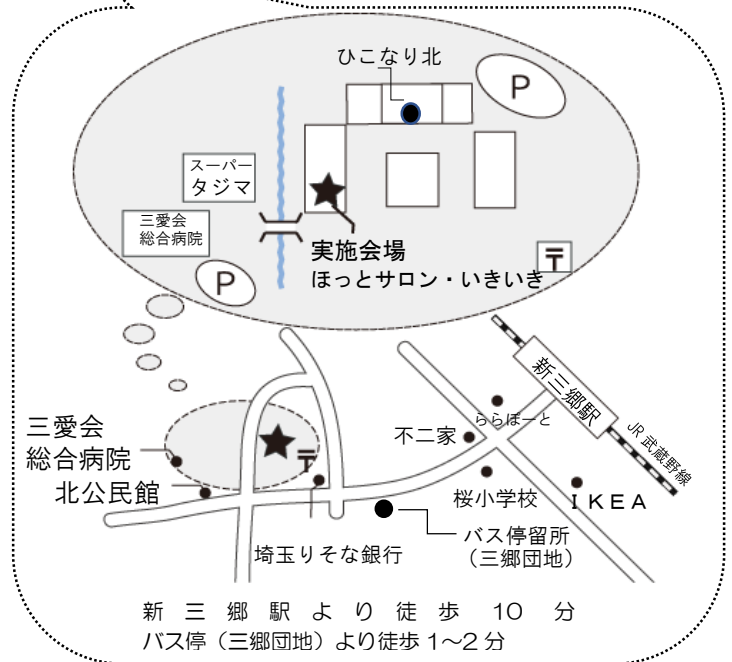 ひこなり北
P
スーパー
タジマ
三愛会
総合病院
実施会場
ほっとサロン・いきいき
〒
P
新三郷駅
JR 武蔵野線
ららぽーと
不二家
三愛会
総合病院
〒
北公民館
桜小学校
IKEA
バス停留所
（三郷団地）
埼玉りそな銀行
新三郷駅より徒歩 10 分
バス停（三郷団地）より徒歩 1～2 分